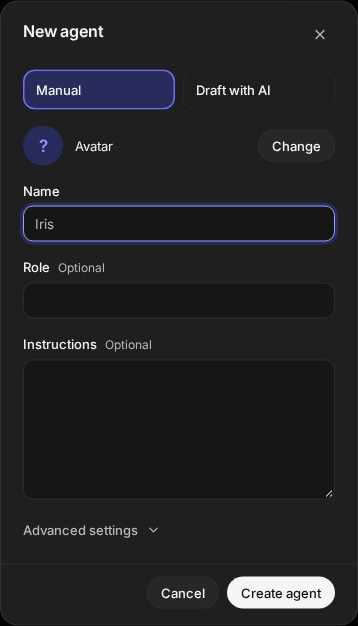 New agent
Manual
Draft with AI
?
Avatar
Change
Name
Iris
Role Optional
Instructions Optional
Advanced settings
Cancel
Create agent